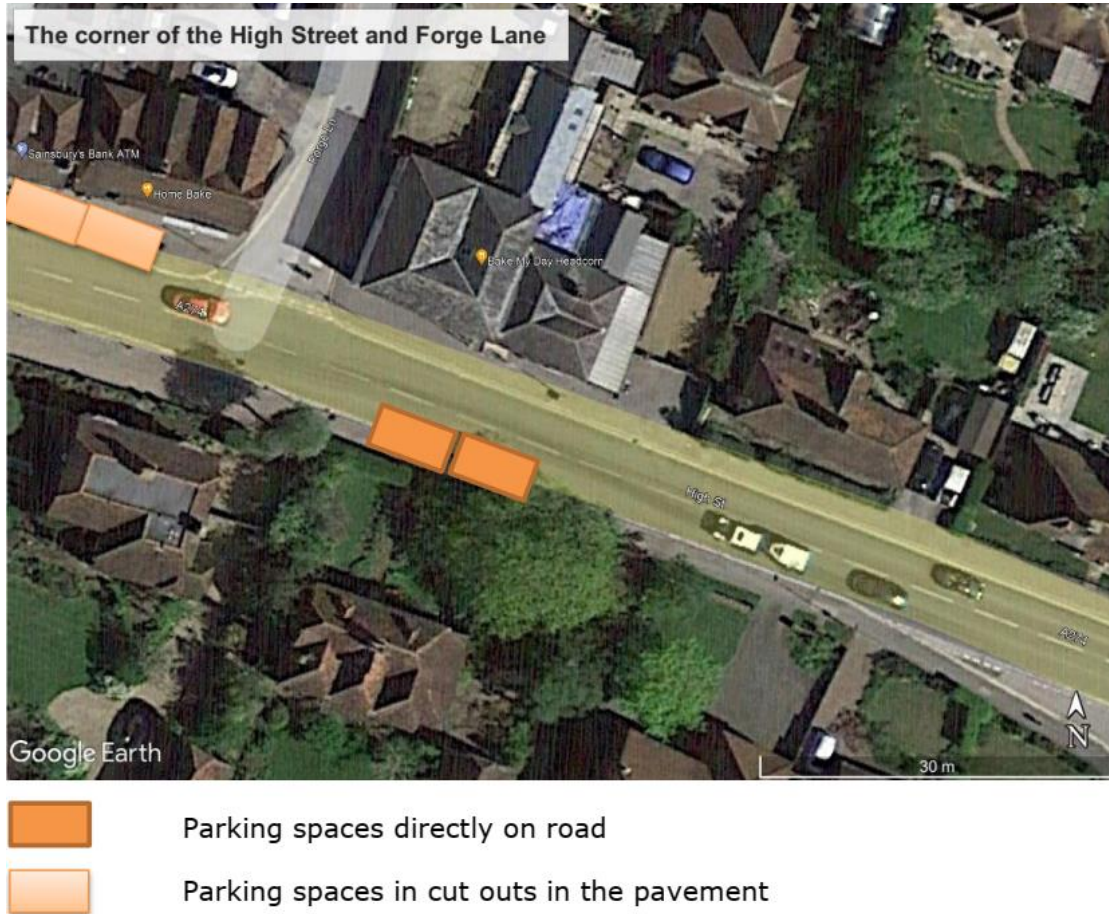 The corner of the High Street and Forge Lane
Forge Ln
Sainsbury's Bank ATM
Home Bake
Bake My Day Headcorn
A274
High St
A274
N
Google Earth
30 m
Parking spaces directly on road
Parking spaces in cut outs in the pavement